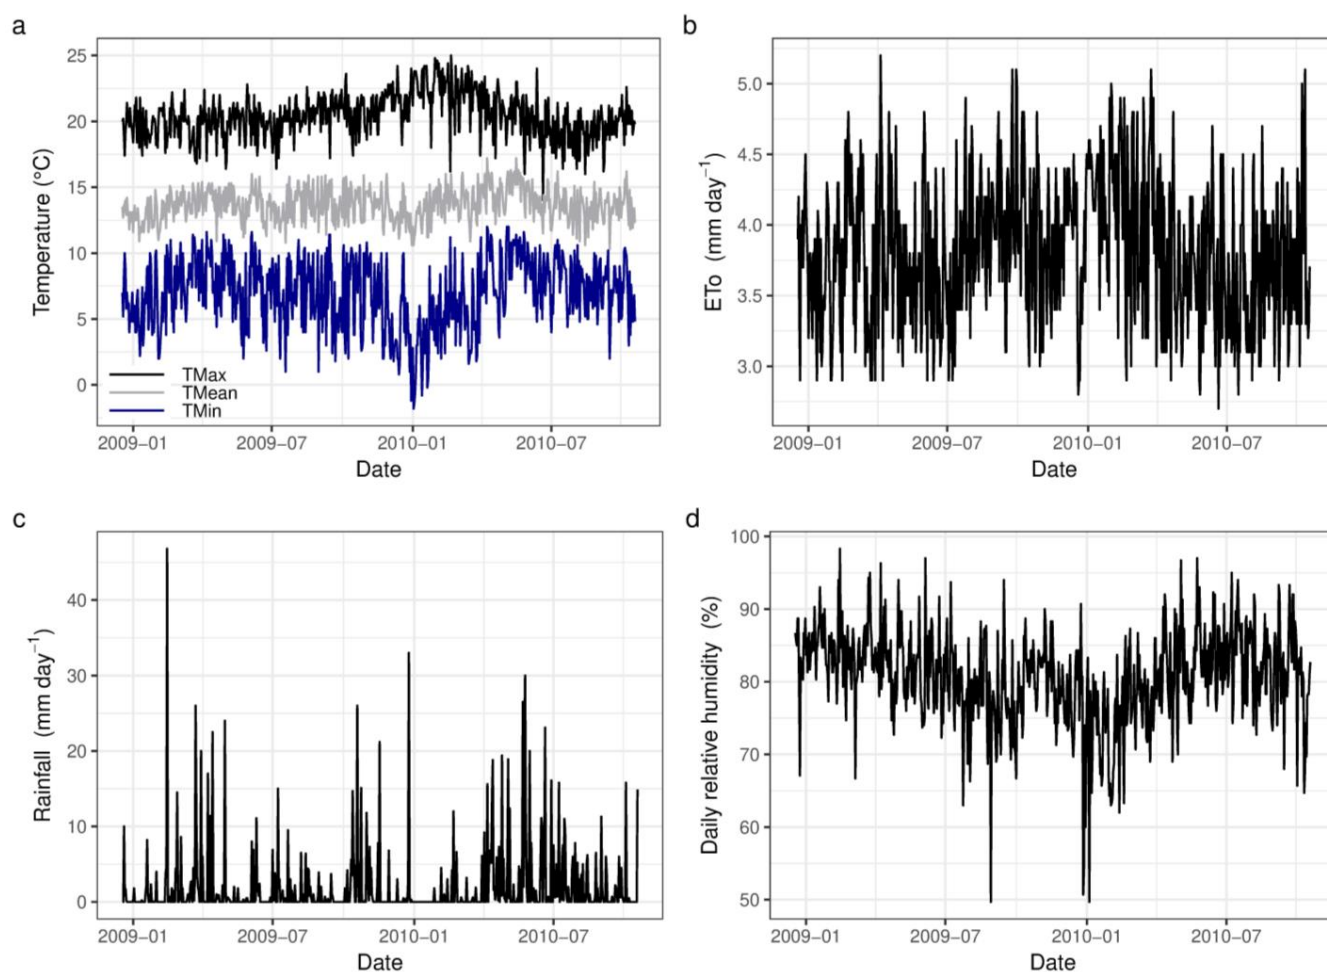 a
25
20
15
10
5
0
Temperature (°C)
TMax
TMean
TMin
2009−01
2009−07
2010−01
2010−07
Date
b
5.0
4.5
4.0
3.5
3.0
ETo (mm day⁻¹)
2009−01
2009−07
2010−01
2010−07
Date
c
40
30
20
10
0
Rainfall (mm day⁻¹)
2009−01
2009−07
2010−01
2010−07
Date
d
100
90
80
70
60
50
Daily relative humidity (%)
2009−01
2009−07
2010−01
2010−07
Date